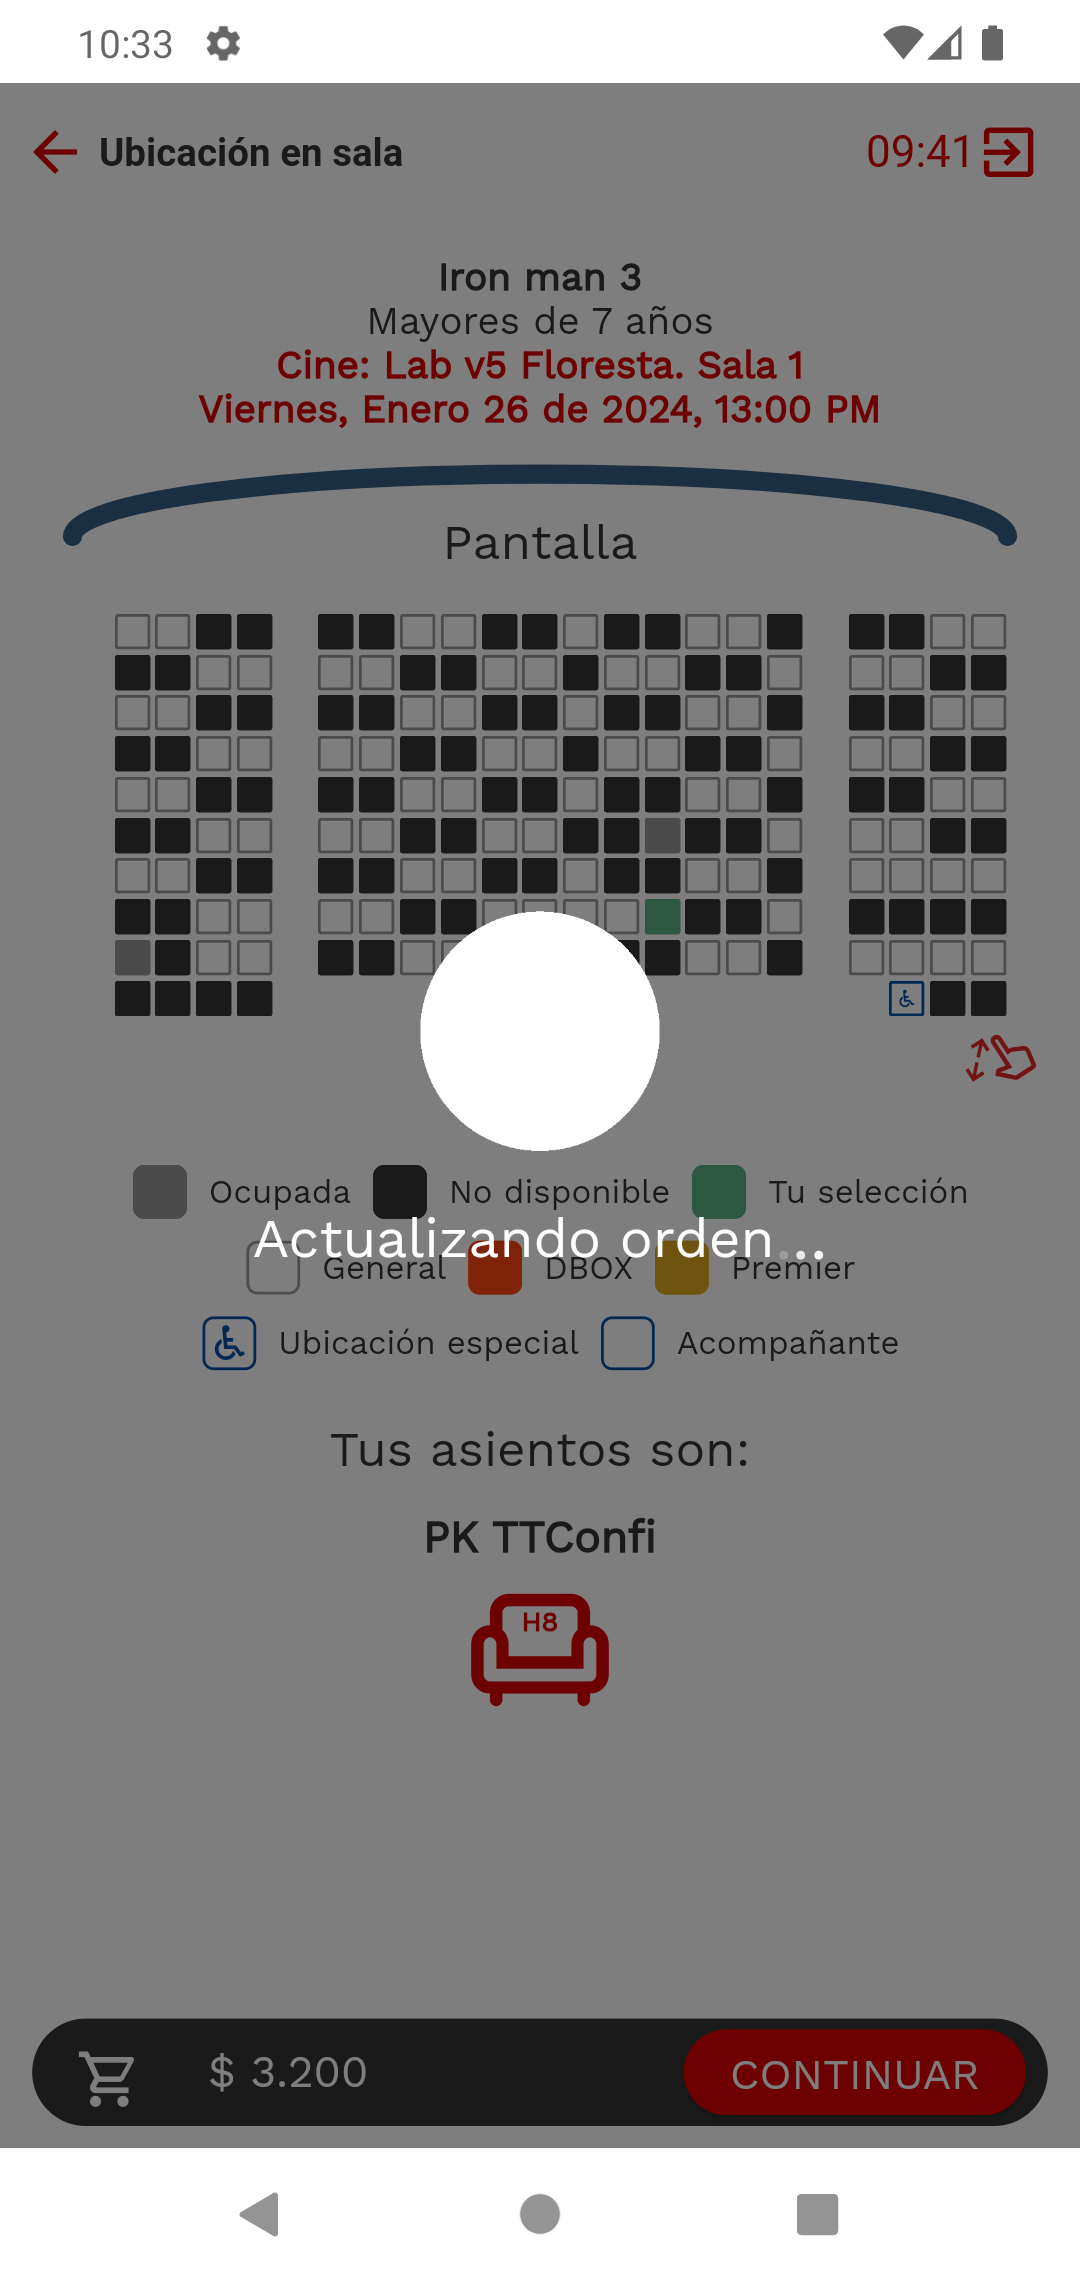 10:33
Ubicación en sala
09:41
Iron man 3
Mayores de 7 años
Cine: Lab v5 Floresta. Sala 1
Viernes, Enero 26 de 2024, 13:00 PM
Pantalla
Ocupada No disponible Tu selección
Actualizando orden...
General DBOX Premier
Ubicación especial Acompañante
Tus asientos son:
PK TTConfi
H8
$ 3.200 CONTINUAR